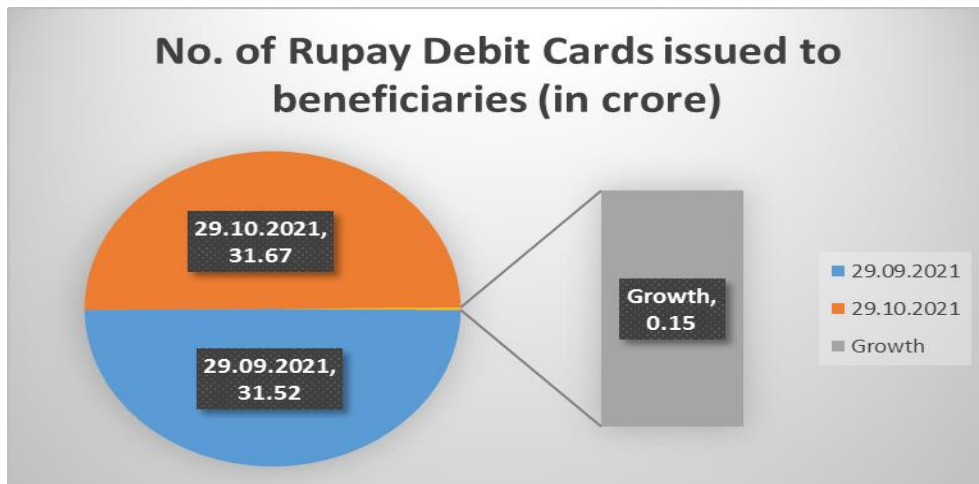 No. of Rupay Debit Cards issued to
beneficiaries (in crore)
29.10.2021,
31.67
29.09.2021,
31.52
Growth,
0.15
29.09.2021
29.10.2021
Growth